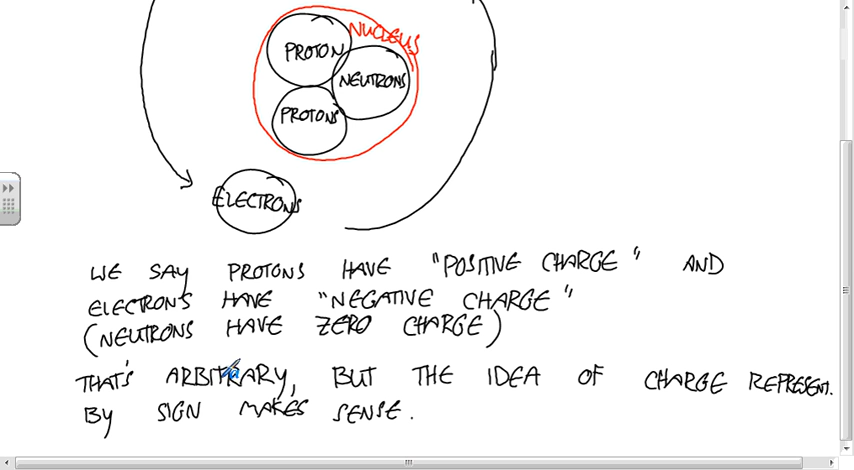 NUCLEUS
PROTON
NEUTRONS
PROTONS
ELECTRONS
WE SAY PROTONS HAVE "POSITIVE CHARGE" AND
ELECTRONS HAVE "NEGATIVE CHARGE"
(NEUTRONS HAVE ZERO CHARGE)
THAT'S ARBITRARY, BUT THE IDEA OF CHARGE REPRESENT.
BY SIGN MAKES SENSE.